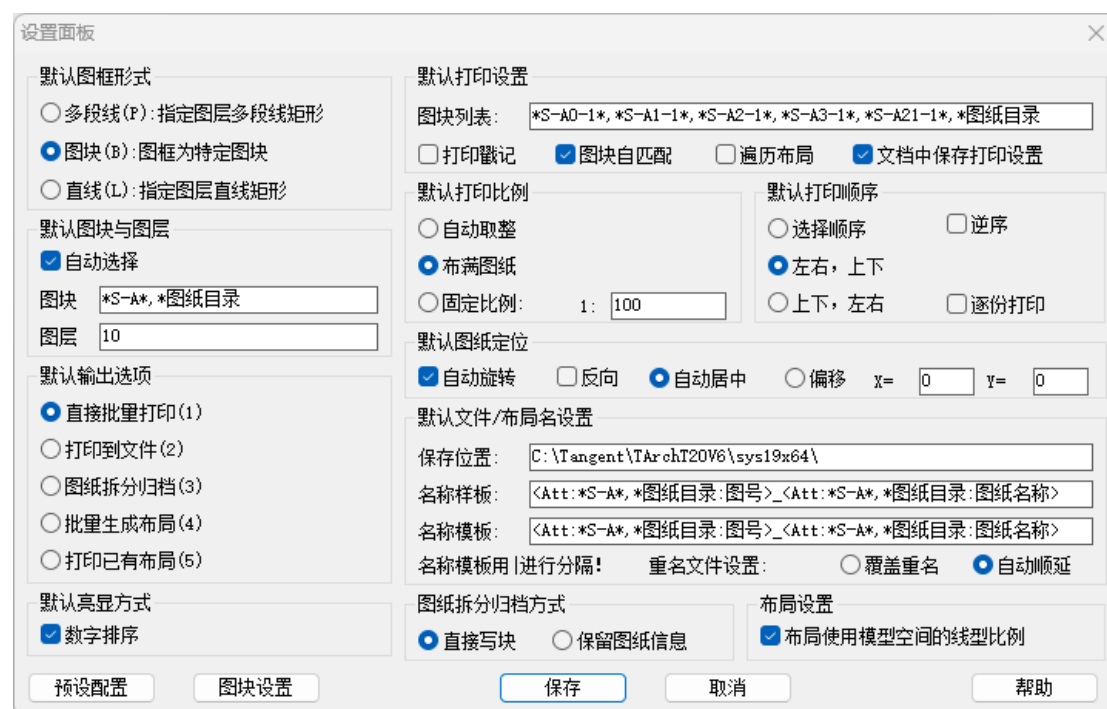 设置面板
默认图框形式
多段线(P):指定图层多段线矩形
图块(B):图框为特定图块
直线(L):指定图层直线矩形
默认图块与图层
自动选择
图块 *S-A*,*图纸目录
图层 10
默认输出选项
直接批量打印(1)
打印到文件(2)
图纸拆分归档(3)
批量生成布局(4)
打印已有布局(5)
默认亮显方式
数字排序
默认打印设置
图块列表: *S-A0-1*,*S-A1-1*,*S-A2-1*,*S-A3-1*,*S-A21-1*,*图纸目录
打印戳记 图块自匹配 遍历布局 文档中保存打印设置
默认打印比例
自动取整
布满图纸
固定比例: 1: 100
默认打印顺序
选择顺序 逆序
左右，上下
上下，左右 逐份打印
默认图纸定位
自动旋转 反向 自动居中 偏移 X= 0 Y= 0
默认文件/布局名设置
保存位置: C:\Tangent\TArchT20V6\sys19x64\
名称样板: <Att:*S-A*,*图纸目录:图号>_<Att:*S-A*,*图纸目录:图纸名称>
名称模板: <Att:*S-A*,*图纸目录:图号>_<Att:*S-A*,*图纸目录:图纸名称>
名称模板用|进行分隔! 重名文件设置: 覆盖重名 自动顺延
图纸拆分归档方式
直接写块 保留图纸信息
布局设置
布局使用模型空间的线型比例
预设配置 图块设置 保存 取消 帮助